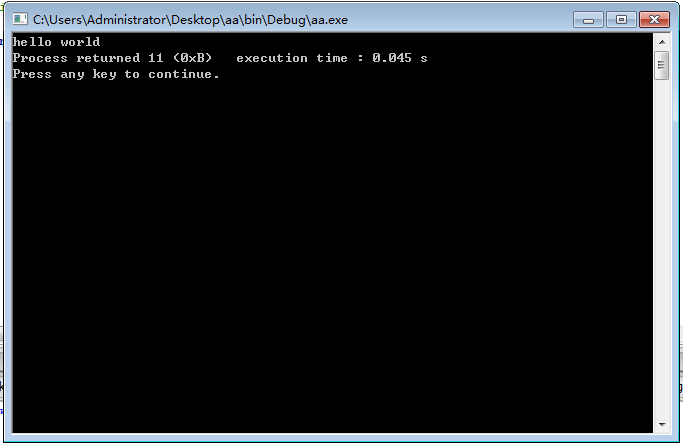 C:\Users\Administrator\Desktop\aa\bin\Debug\aa.exe
hello world
Process returned 11 (0xB)   execution time : 0.045 s
Press any key to continue.